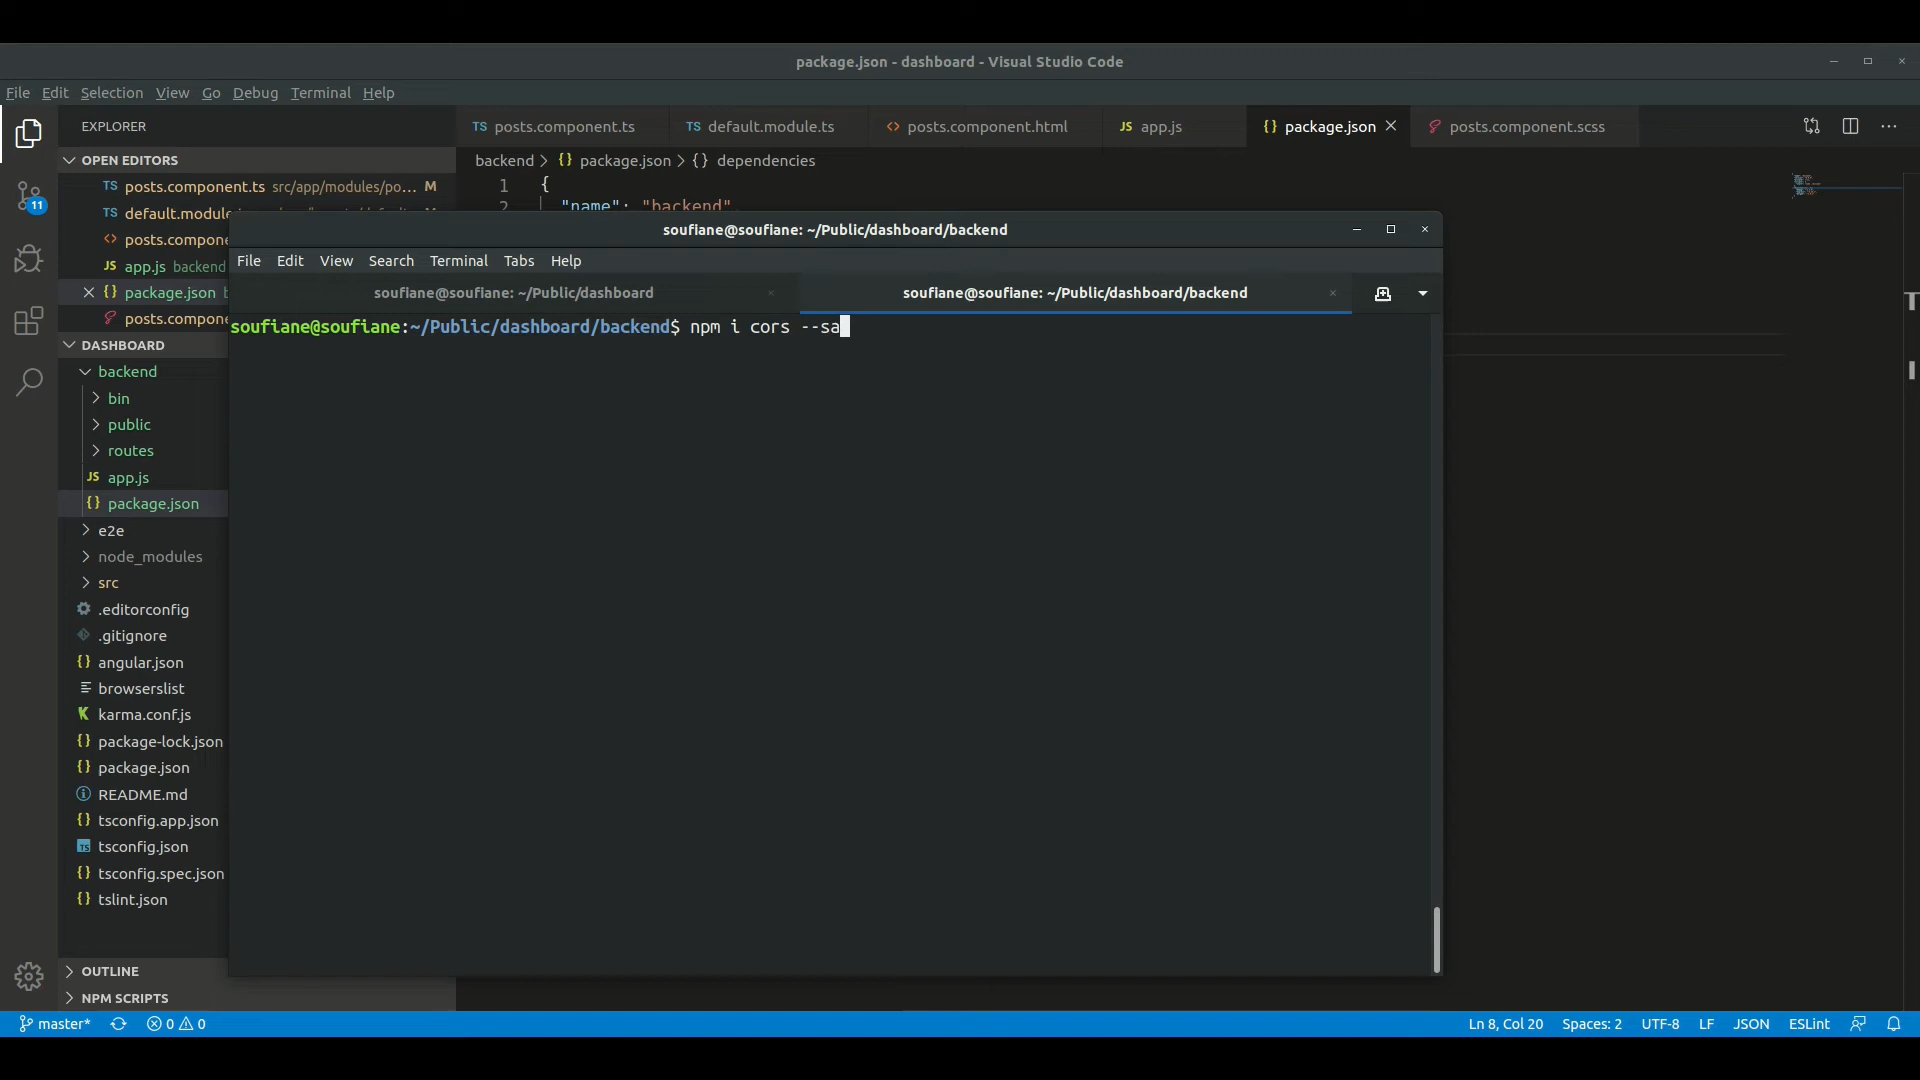 package.json - dashboard - Visual Studio Code
File Edit Selection View Go Debug Terminal Help
EXPLORER
TS posts.component.ts
TS default.module.ts
<> posts.component.html
JS app.js
{} package.json
posts.component.scss
OPEN EDITORS
backend > {} package.json > {} dependencies
TS posts.component.ts src/app/modules/po... M
1 {
2 "name": "backend",
TS default.module
<> posts.compone
JS app.js backend
{} package.json b
posts.compone
soufiane@soufiane: ~/Public/dashboard/backend
File Edit View Search Terminal Tabs Help
soufiane@soufiane: ~/Public/dashboard
soufiane@soufiane: ~/Public/dashboard/backend
soufiane@soufiane:~/Public/dashboard/backend$ npm i cors --sa
DASHBOARD
backend
bin
public
routes
JS app.js
{} package.json
e2e
node_modules
src
.editorconfig
.gitignore
{} angular.json
browserslist
K karma.conf.js
{} package-lock.json
{} package.json
README.md
{} tsconfig.app.json
TS tsconfig.json
{} tsconfig.spec.json
{} tslint.json
OUTLINE
NPM SCRIPTS
11
master* 0 0
Ln 8, Col 20 Spaces: 2 UTF-8 LF JSON ESLint